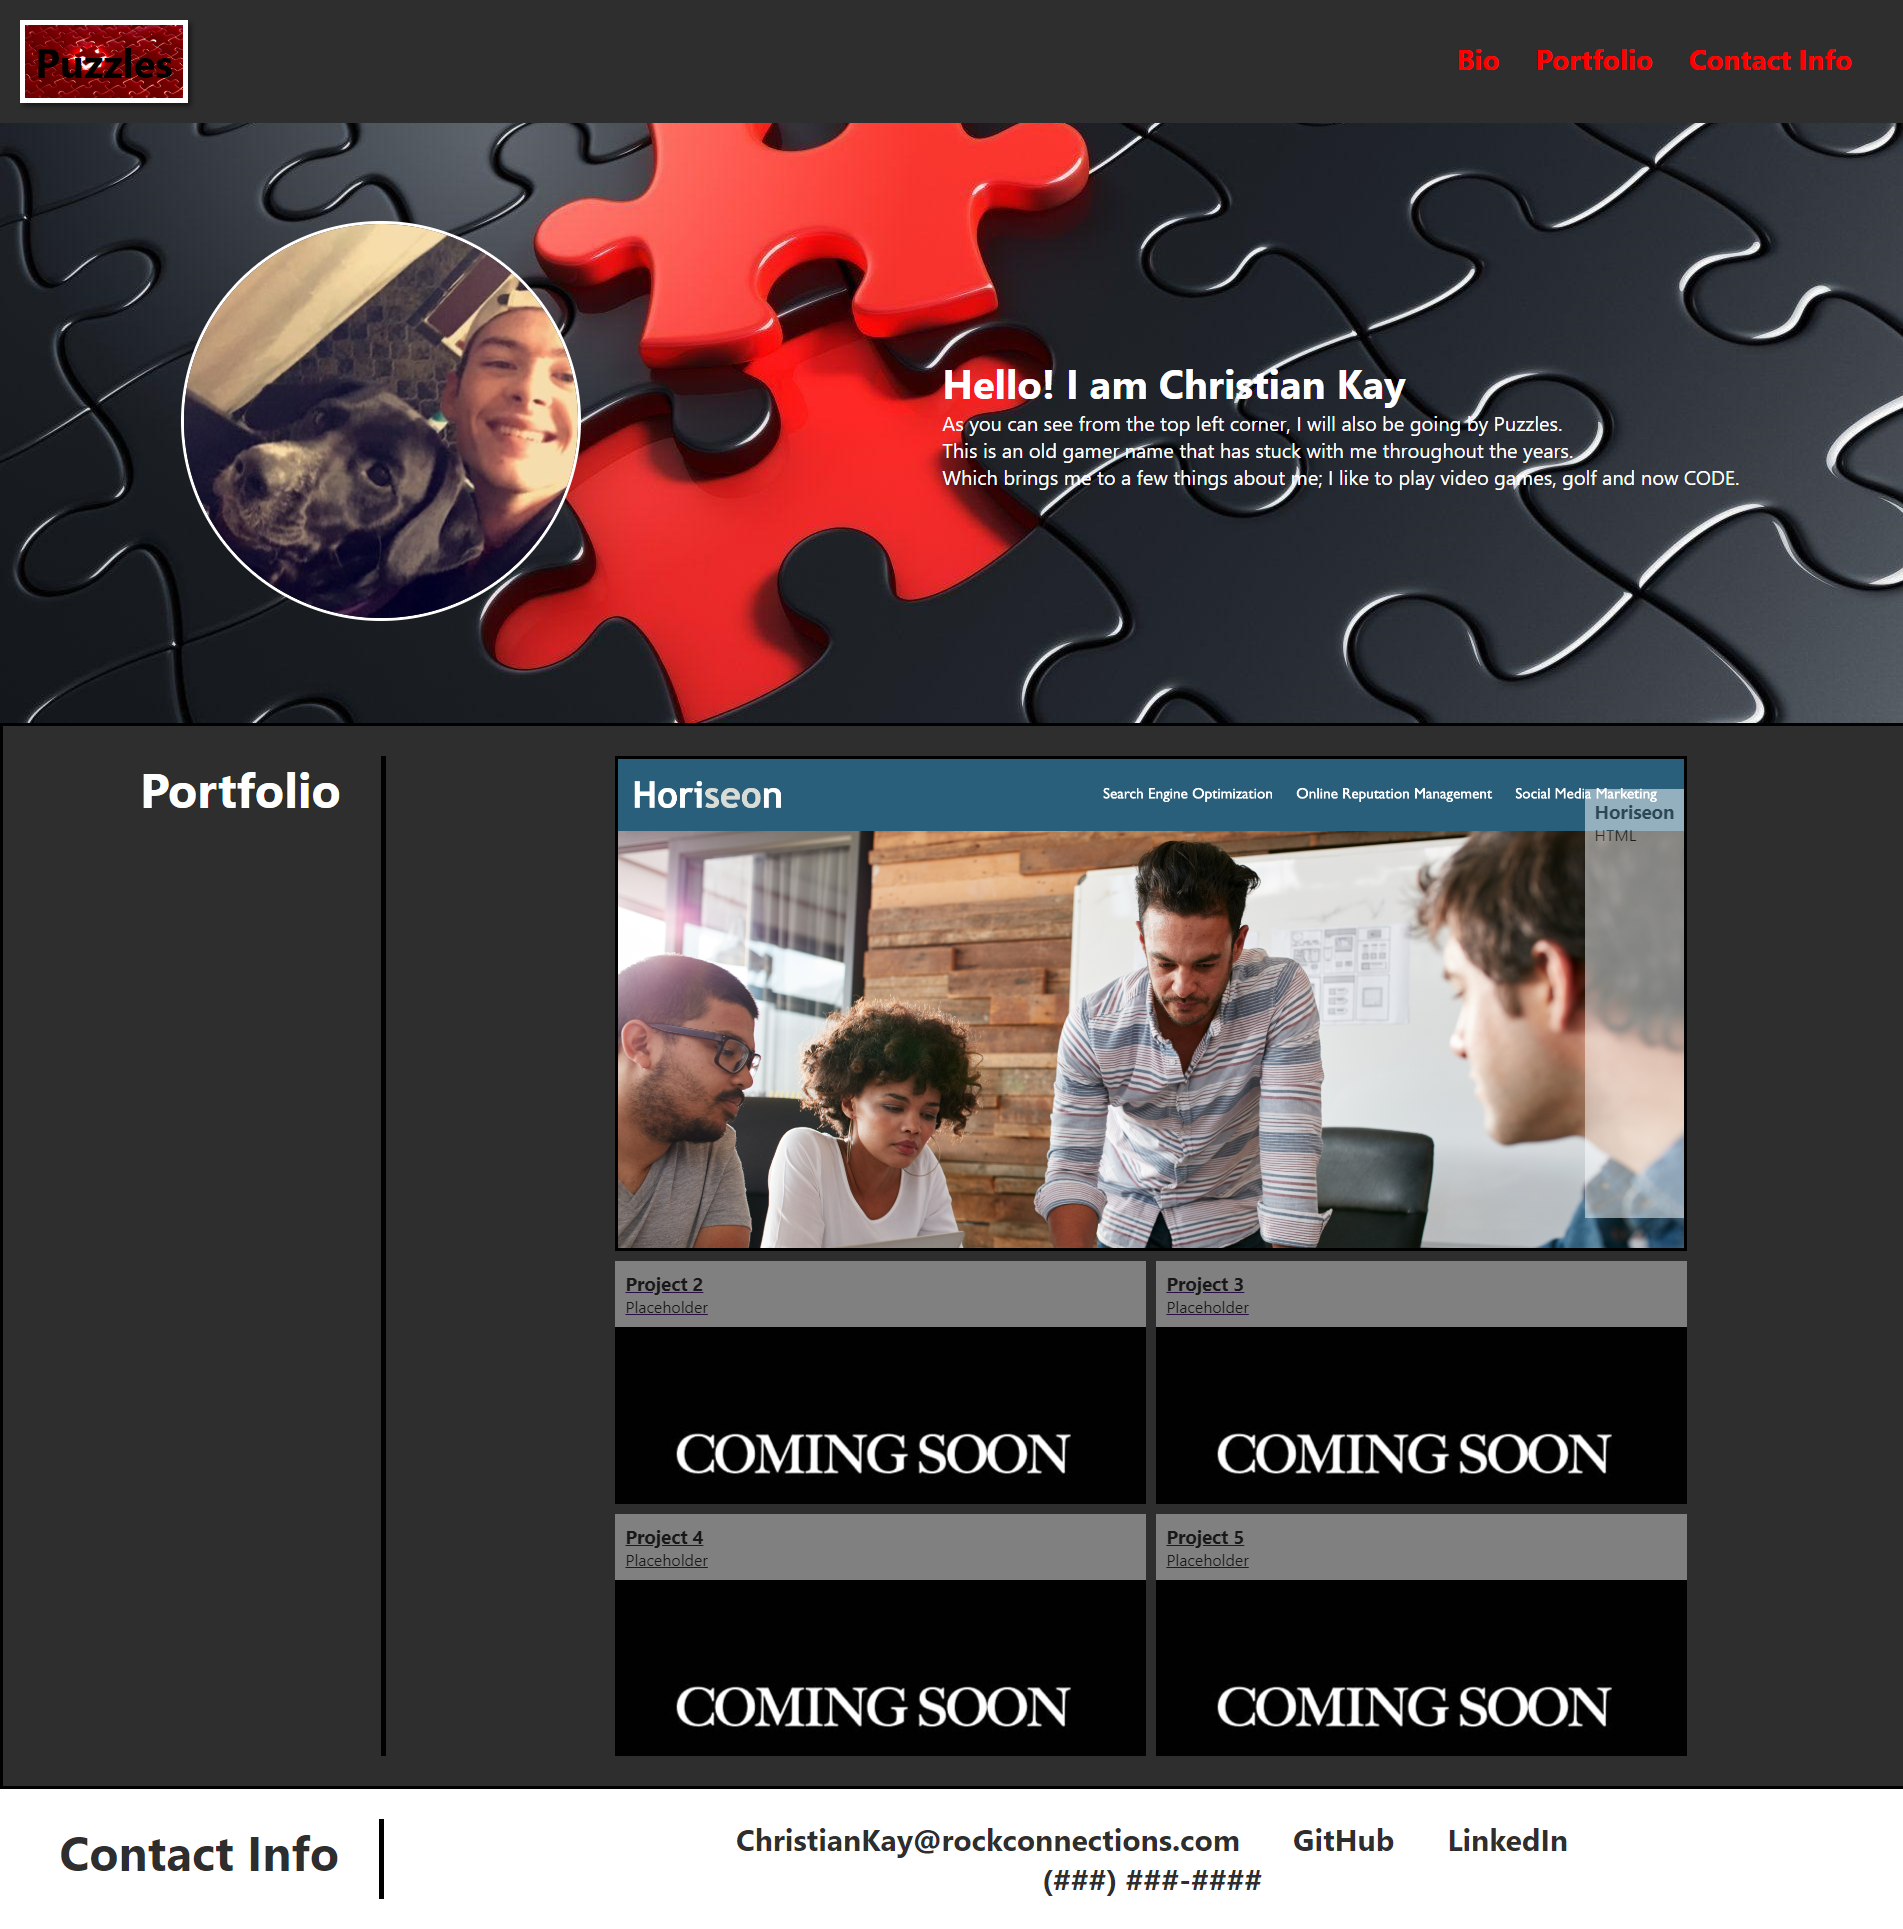 Puzzles
Bio Portfolio Contact Info
Hello! I am Christian Kay
As you can see from the top left corner, I will also be going by Puzzles.
This is an old gamer name that has stuck with me throughout the years.
Which brings me to a few things about me; I like to play video games, golf and now CODE.
Portfolio
Horiseon
Search Engine Optimization Online Reputation Management Social Media Marketing
Horiseon
HTML
Project 2
Placeholder
COMING SOON
Project 3
Placeholder
COMING SOON
Project 4
Placeholder
COMING SOON
Project 5
Placeholder
COMING SOON
Contact Info
ChristianKay@rockconnections.com GitHub LinkedIn
(###) ###-####